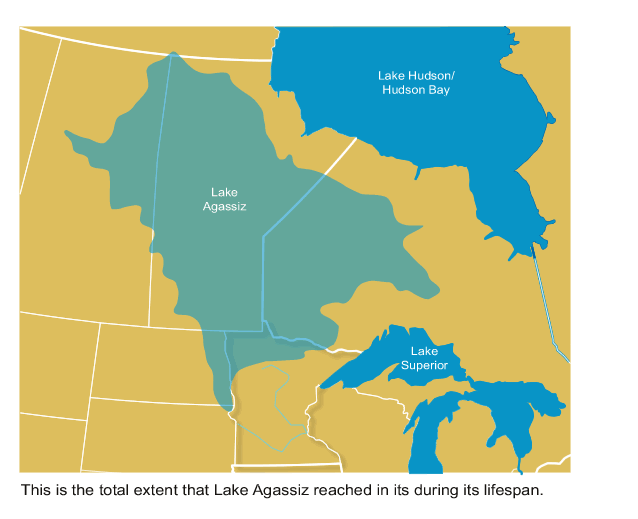 Lake Hudson/
Hudson Bay
Lake
Agassiz
Lake
Superior
This is the total extent that Lake Agassiz reached in its during its lifespan.